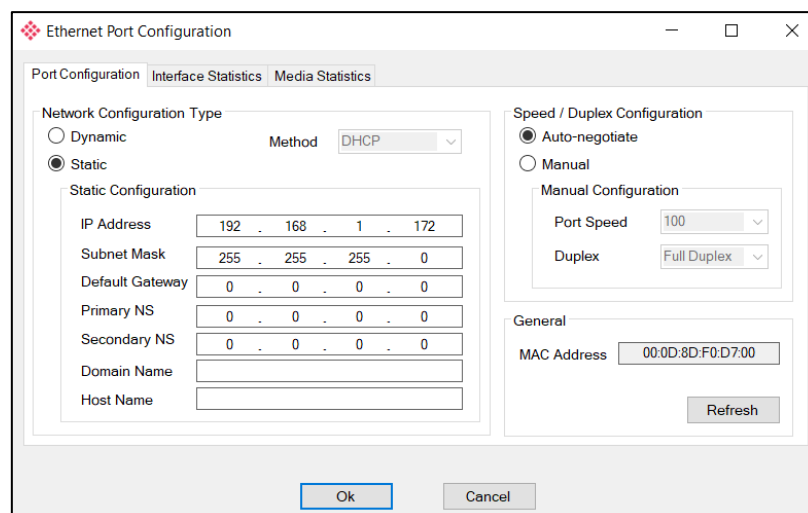 Ethernet Port Configuration
Port Configuration Interface Statistics Media Statistics
Network Configuration Type
Dynamic
Method DHCP
Static
Static Configuration
IP Address 192 . 168 . 1 . 172
Subnet Mask 255 . 255 . 255 . 0
Default Gateway 0 . 0 . 0 . 0
Primary NS 0 . 0 . 0 . 0
Secondary NS 0 . 0 . 0 . 0
Domain Name
Host Name
Speed / Duplex Configuration
Auto-negotiate
Manual
Manual Configuration
Port Speed 100
Duplex Full Duplex
General
MAC Address 00:0D:8D:F0:D7:00
Refresh
Ok Cancel